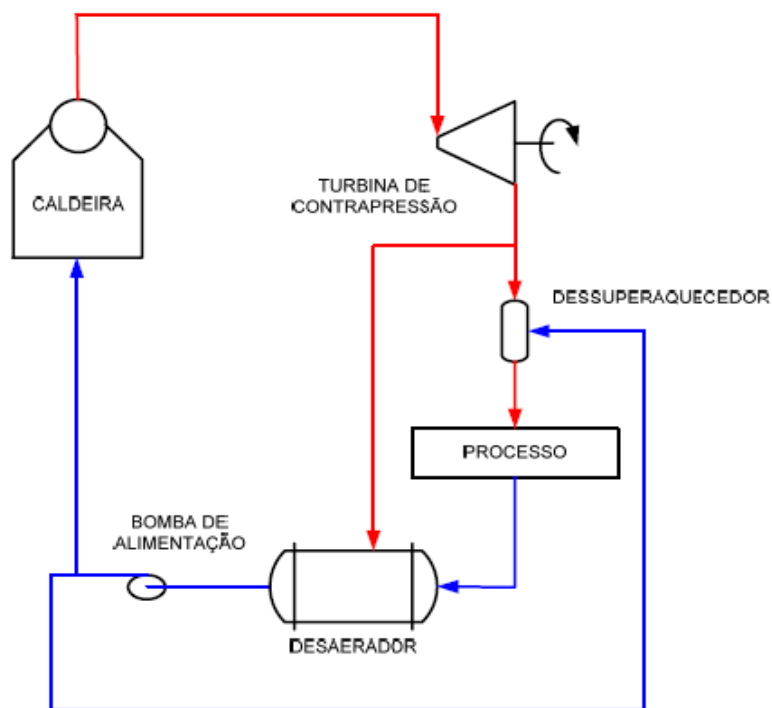 CALDEIRA
TURBINA DE
CONTRAPRESSÃO
DESSUPERAQUECEDOR
PROCESSO
BOMBA DE
ALIMENTAÇÃO
DESAERADOR